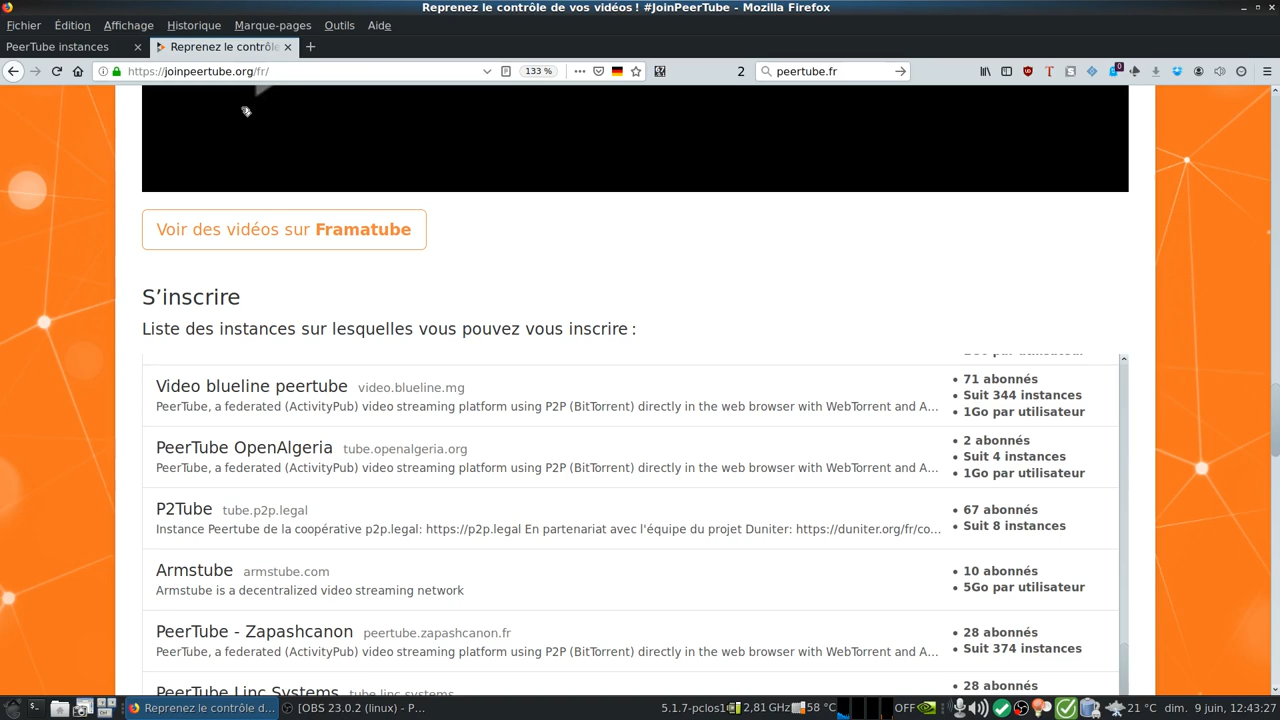 Reprenez le contrôle de vos vidéos ! #JoinPeerTube - Mozilla Firefox
Fichier Édition Affichage Historique Marque-pages Outils Aide
PeerTube instances
Reprenez le contrôle
https://joinpeertube.org/fr/
133 %
2
peertube.fr
0
Voir des vidéos sur Framatube
S’inscrire
Liste des instances sur lesquelles vous pouvez vous inscrire :
Video blueline peertube video.blueline.mg
PeerTube, a federated (ActivityPub) video streaming platform using P2P (BitTorrent) directly in the web browser with WebTorrent and A...
• 71 abonnés
• Suit 344 instances
• 1Go par utilisateur
PeerTube OpenAlgeria tube.openalgeria.org
PeerTube, a federated (ActivityPub) video streaming platform using P2P (BitTorrent) directly in the web browser with WebTorrent and A...
• 2 abonnés
• Suit 4 instances
• 1Go par utilisateur
P2Tube tube.p2p.legal
Instance Peertube de la coopérative p2p.legal: https://p2p.legal En partenariat avec l'équipe du projet Duniter: https://duniter.org/fr/co...
• 67 abonnés
• Suit 8 instances
Armstube armstube.com
Armstube is a decentralized video streaming network
• 10 abonnés
• 5Go par utilisateur
PeerTube - Zapashcanon peertube.zapashcanon.fr
PeerTube, a federated (ActivityPub) video streaming platform using P2P (BitTorrent) directly in the web browser with WebTorrent and A...
• 28 abonnés
• Suit 374 instances
PeerTube Linc Systems tube.linc.systems
• 28 abonnés
Reprenez le contrôle d...
[OBS 23.0.2 (linux) - P...
5.1.7-pclos1 2,81 GHz 58 °C OFF 21 °C dim. 9 juin, 12:43:27